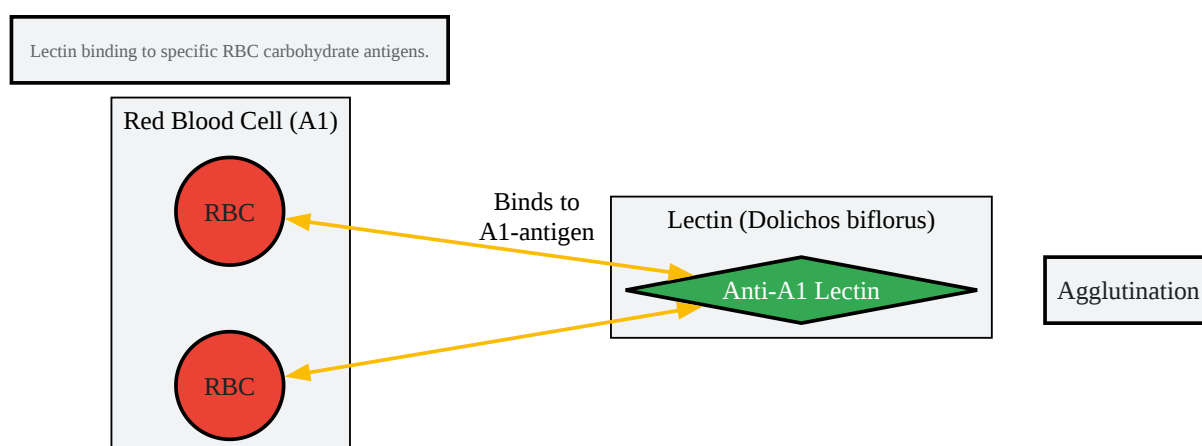 Lectin binding to specific RBC carbohydrate antigens.
Red Blood Cell (A1)
RBC
Binds to
A1-antigen
Lectin (Dolichos biflorus)
Anti-A1 Lectin
Agglutination
RBC